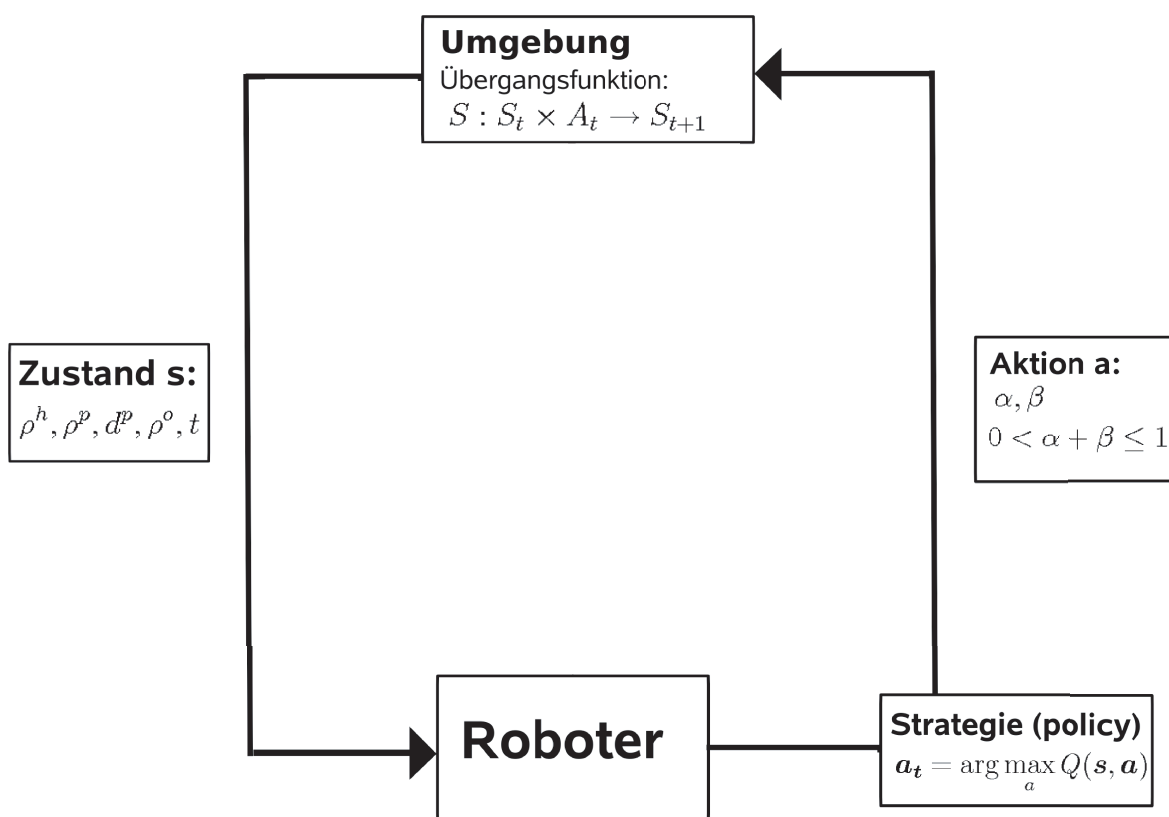 Umgebung
Übergangsfunktion:
S : S_t × A_t → S_{t+1}
Zustand s:
ρ^h, ρ^p, d^p, ρ^o, t
Aktion a:
α, β
0 < α + β ≤ 1
Roboter
Strategie (policy)
a_t = arg max_a Q(s, a)